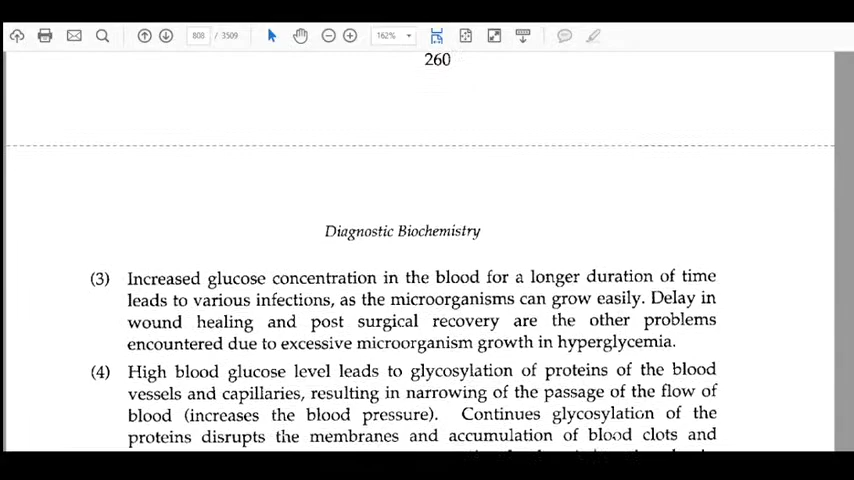 808 / 3509 162%
260
Diagnostic Biochemistry
(3) Increased glucose concentration in the blood for a longer duration of time
leads to various infections, as the microorganisms can grow easily. Delay in
wound healing and post surgical recovery are the other problems
encountered due to excessive microorganism growth in hyperglycemia.
(4) High blood glucose level leads to glycosylation of proteins of the blood
vessels and capillaries, resulting in narrowing of the passage of the flow of
blood (increases the blood pressure). Continues glycosylation of the
proteins disrupts the membranes and accumulation of blood clots and